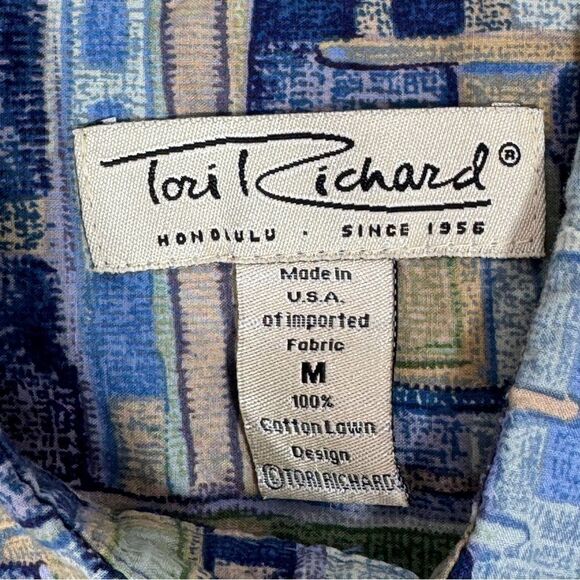 Tori Richard®
HONOLULU · SINCE 1956
Made in
U.S.A.
of imported
Fabric
M
100%
Cotton Lawn
Design
©TORI RICHARD